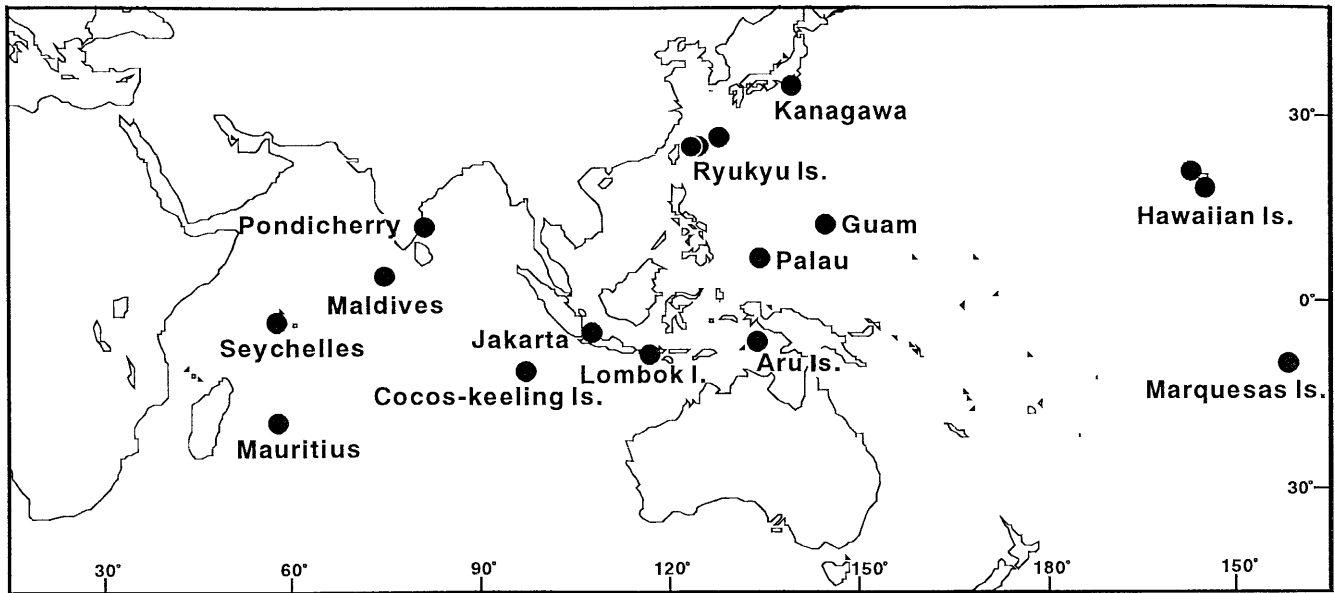 Kanagawa
30°
Ryukyu Is.
Hawaiian Is.
Pondicherry
Guam
Palau
Maldives
0°
Jakarta
Seychelles
Aru Is.
Lombok I.
Cocos-keeling Is.
Marquesas Is.
Mauritius
30°
30°
60°
90°
120°
150°
180°
150°